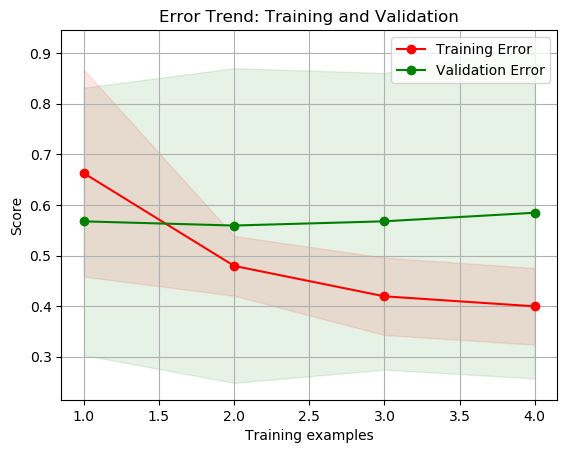 Error Trend: Training and Validation
Training Error
Validation Error
Score
0.9
0.8
0.7
0.6
0.5
0.4
0.3
1.0 1.5 2.0 2.5 3.0 3.5 4.0
Training examples